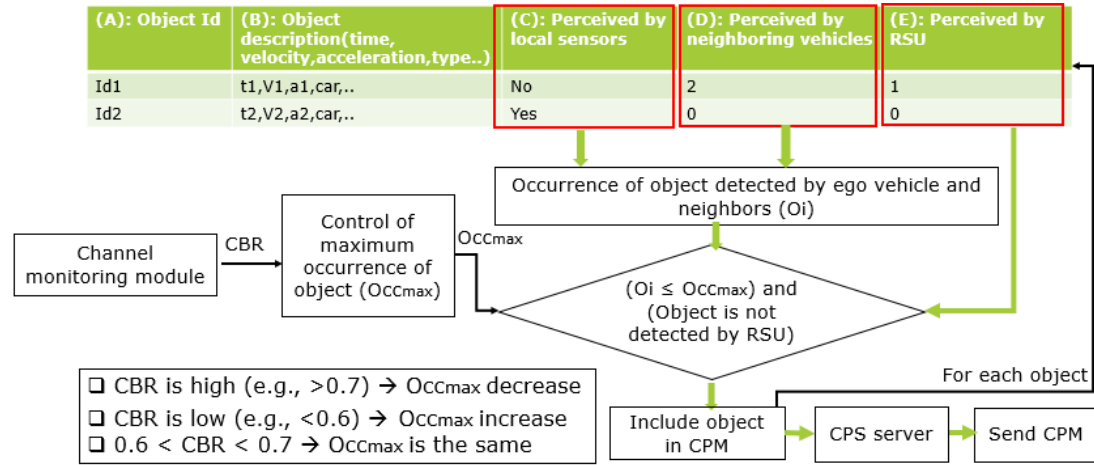 (A): Object Id
(B): Object
description(time,
velocity,acceleration,type..)
(C): Perceived by
local sensors
(D): Perceived by
neighboring vehicles
(E): Perceived by
RSU
Id1
t1,V1,a1,car,..
No
2
1
Id2
t2,V2,a2,car,..
Yes
0
0
Occurrence of object detected by ego vehicle and
neighbors (Oi)
Channel
monitoring module
CBR
Control of
maximum
occurrence of
object (Occmax)
Occmax
(Oi ≤ Occmax) and
(Object is not
detected by RSU)
For each object
❑ CBR is high (e.g., >0.7) → Occmax decrease
❑ CBR is low (e.g., <0.6) → Occmax increase
❑ 0.6 < CBR < 0.7 → Occmax is the same
Include object
in CPM
CPS server
Send CPM